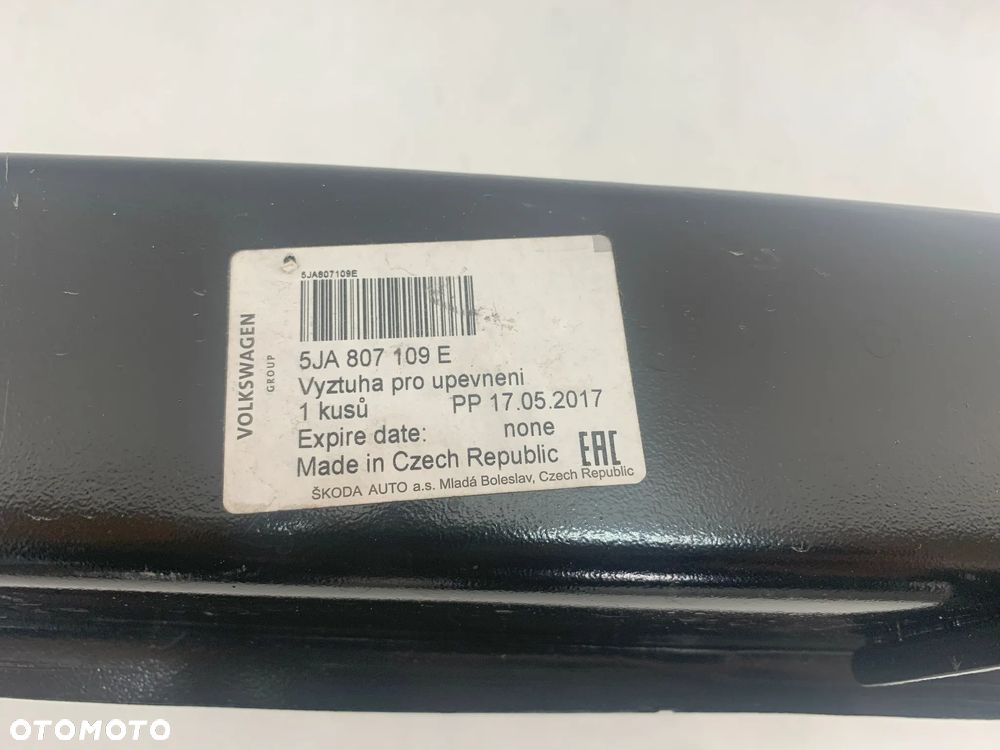 5JA807109E
VOLKSWAGEN
GROUP
5JA 807 109 E
Vyztuha pro upevneni
1 kusů PP 17.05.2017
Expire date: none
Made in Czech Republic EAC
ŠKODA AUTO a.s. Mladá Boleslav, Czech Republic
OTOMOTO